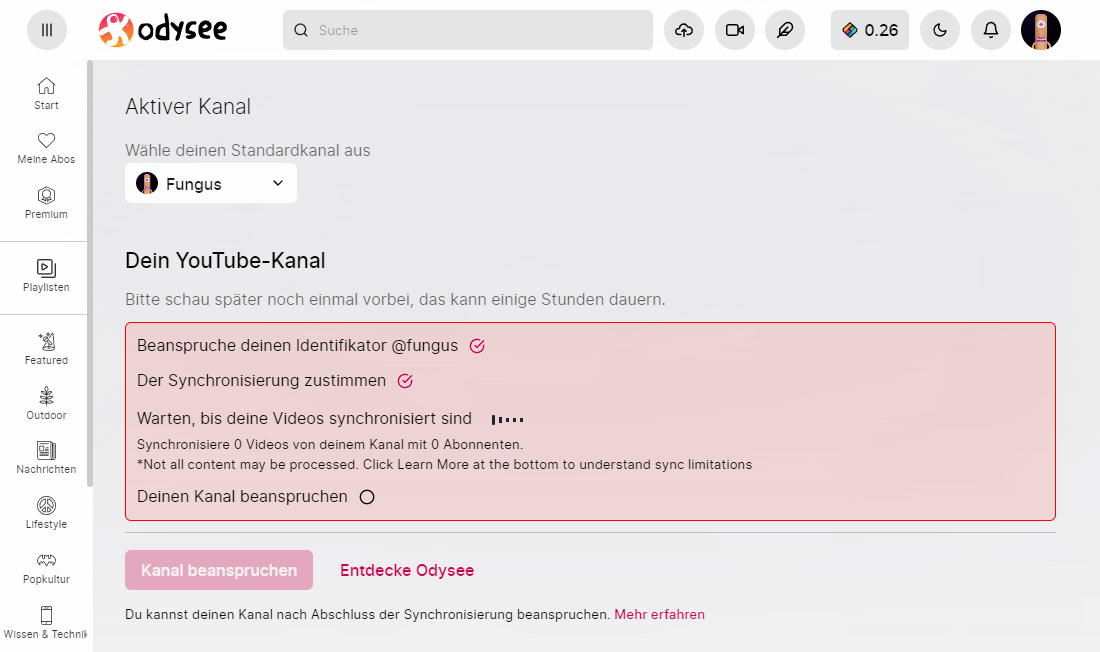 odysee
Suche
0.26
Start
Meine Abos
Premium
Playlisten
Featured
Outdoor
Nachrichten
Lifestyle
Popkultur
Wissen & Technik
Aktiver Kanal
Wähle deinen Standardkanal aus
Fungus
Dein YouTube-Kanal
Bitte schau später noch einmal vorbei, das kann einige Stunden dauern.
Beanspruche deinen Identifikator @fungus
Der Synchronisierung zustimmen
Warten, bis deine Videos synchronisiert sind
Synchronisiere 0 Videos von deinem Kanal mit 0 Abonnenten.
*Not all content may be processed. Click Learn More at the bottom to understand sync limitations
Deinen Kanal beanspruchen
Kanal beanspruchen
Entdecke Odysee
Du kannst deinen Kanal nach Abschluss der Synchronisierung beanspruchen. Mehr erfahren